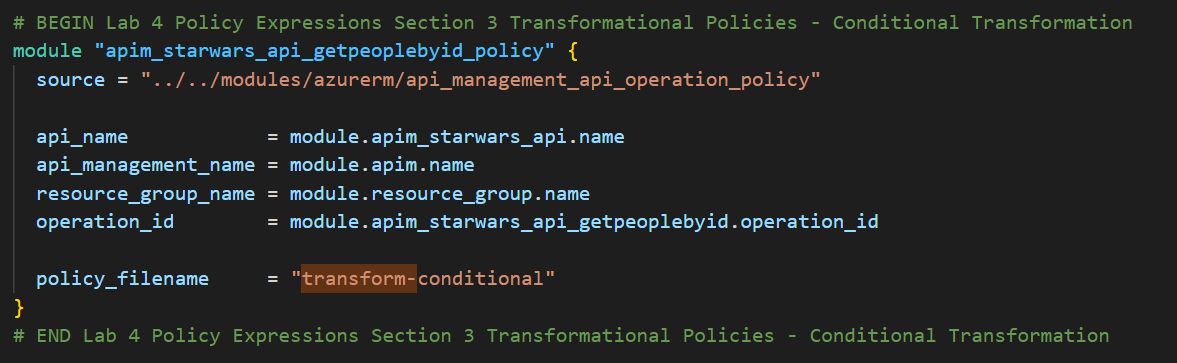 # BEGIN Lab 4 Policy Expressions Section 3 Transformational Policies - Conditional Transformation
module "apim_starwars_api_getpeoplebyid_policy" {
  source = "../../modules/azurerm/api_management_api_operation_policy"

  api_name            = module.apim_starwars_api.name
  api_management_name = module.apim.name
  resource_group_name = module.resource_group.name
  operation_id        = module.apim_starwars_api_getpeoplebyid.operation_id

  policy_filename     = "transform-conditional"
}
# END Lab 4 Policy Expressions Section 3 Transformational Policies - Conditional Transformation